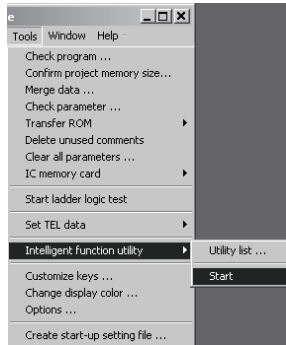 e
Tools Window Help
Check program ...
Confirm project memory size...
Merge data ...
Check parameter ...
Transfer ROM
Delete unused comments
Clear all parameters ...
IC memory card
Start ladder logic test
Set TEL data
Intelligent function utility
Utility list ...
Customize keys ...
Start
Change display color ...
Options ...
Create start-up setting file ...